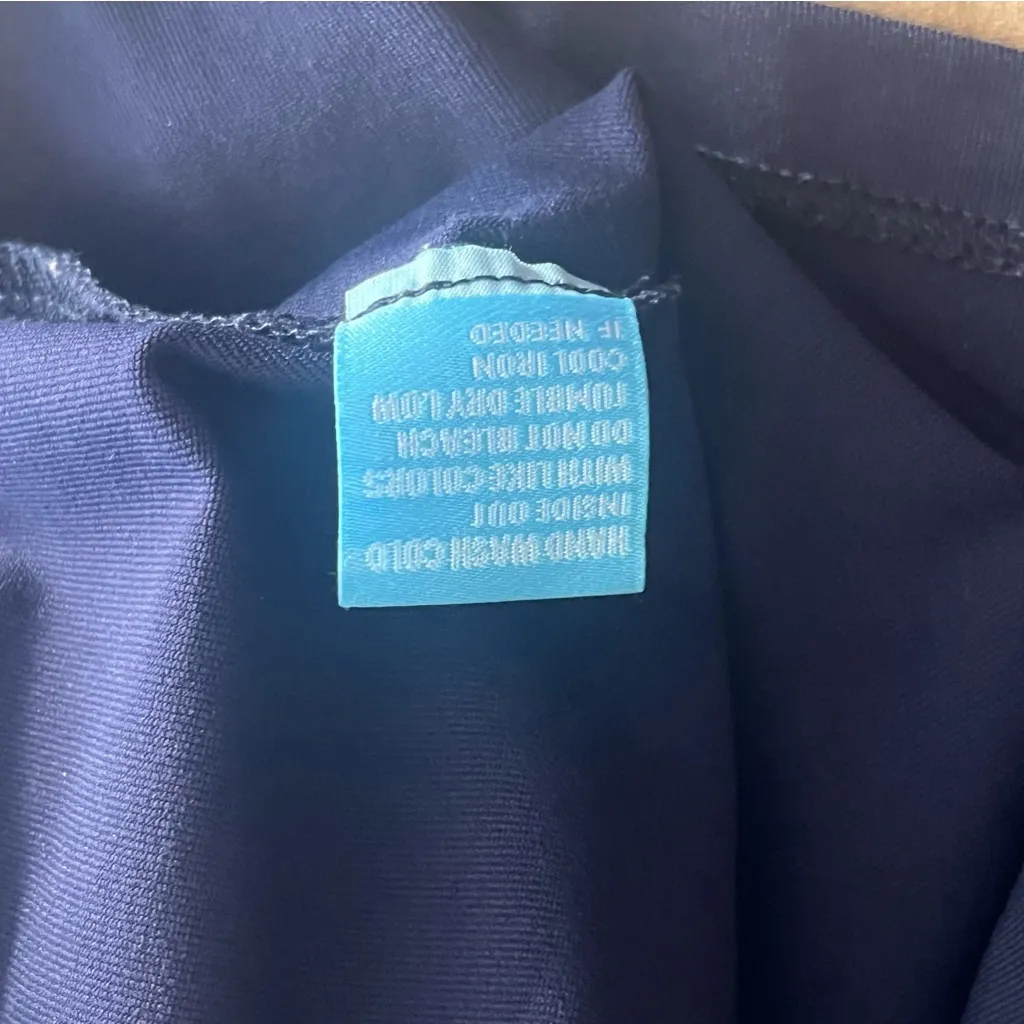 HAND WASH COLD
INSIDE OUT
WITH LIKE COLORS
DO NOT BLEACH
TUMBLE DRY LOW
COOL IRON
IF NEEDED